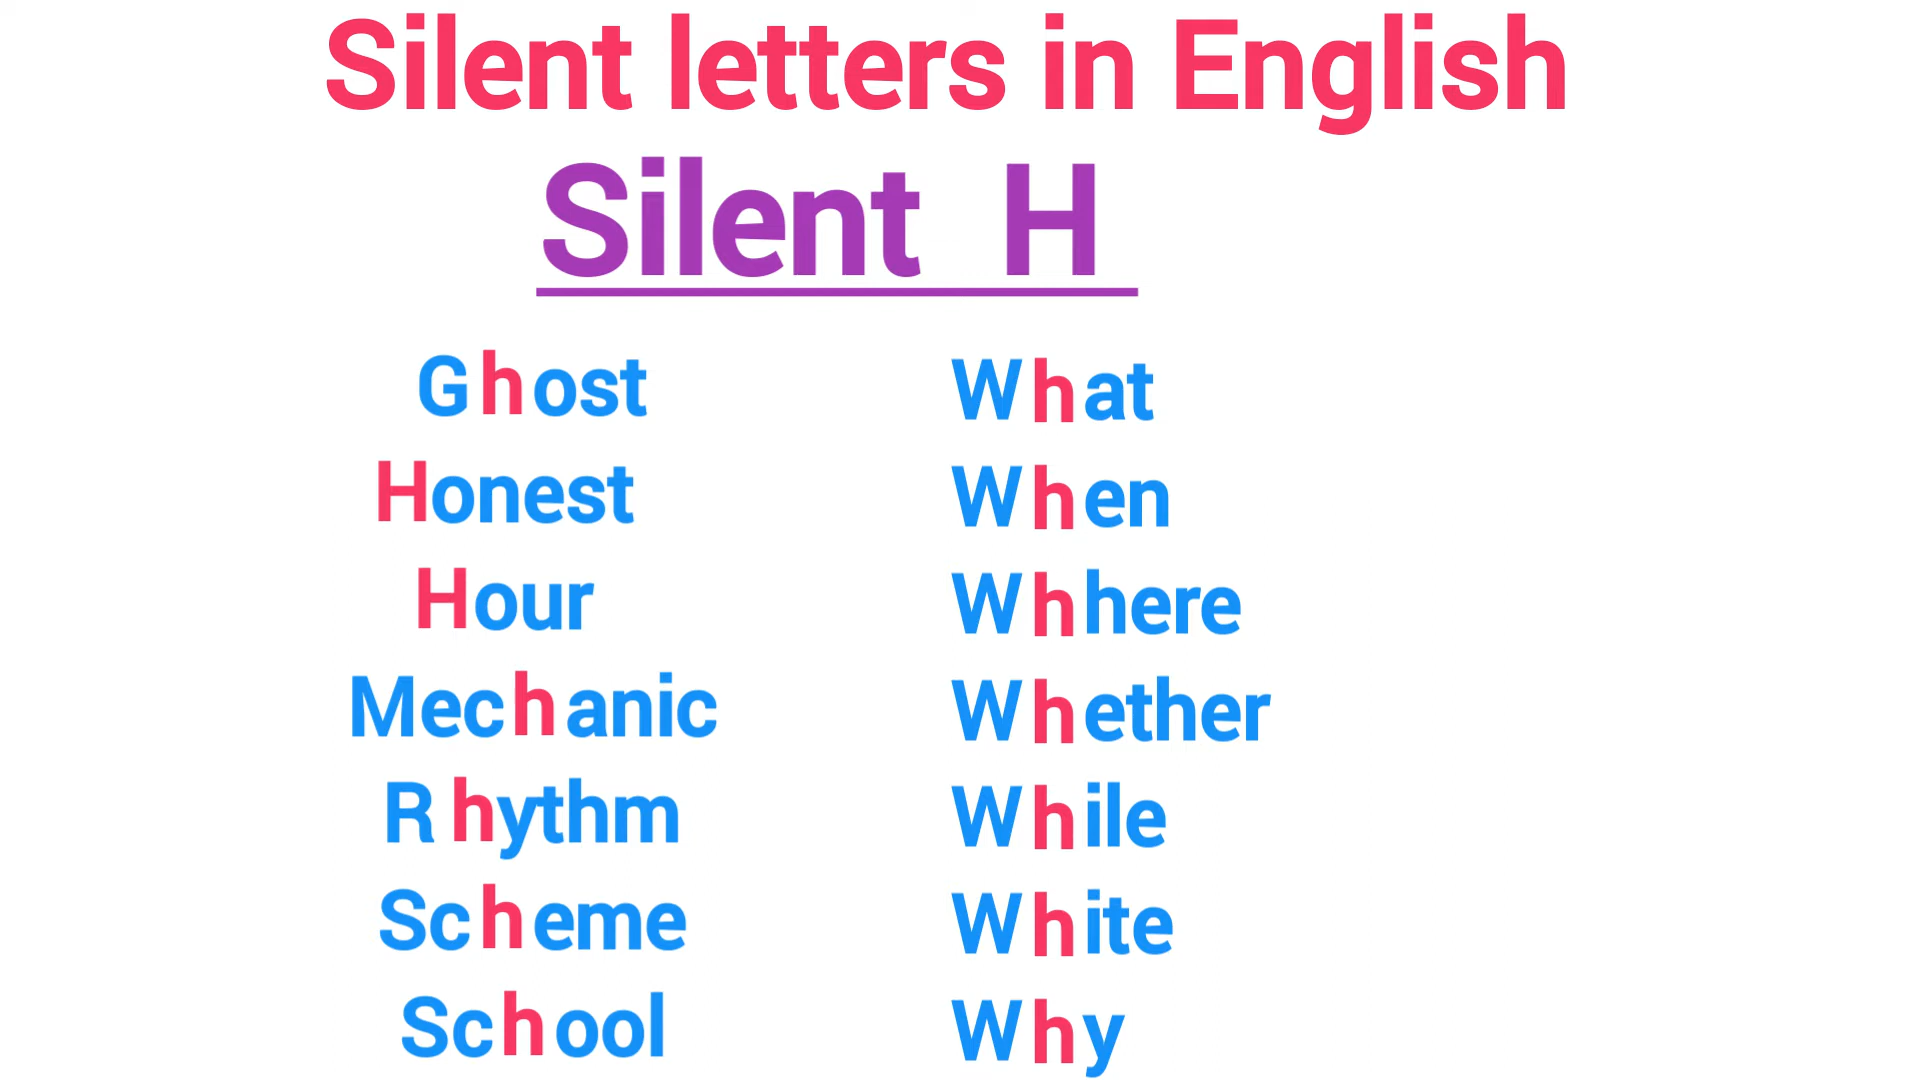 Silent letters in English
Silent H
Ghost
Honest
Hour
Mechanic
Rhythm
Scheme
School
What
When
Whhere
Whether
While
White
Why